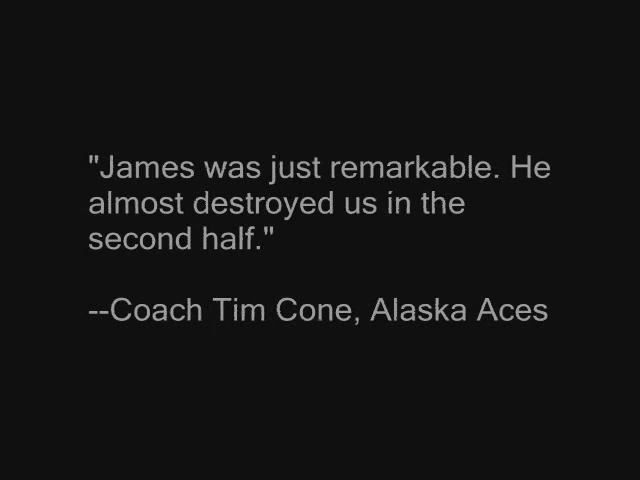 "James was just remarkable. He
almost destroyed us in the
second half."
--Coach Tim Cone, Alaska Aces